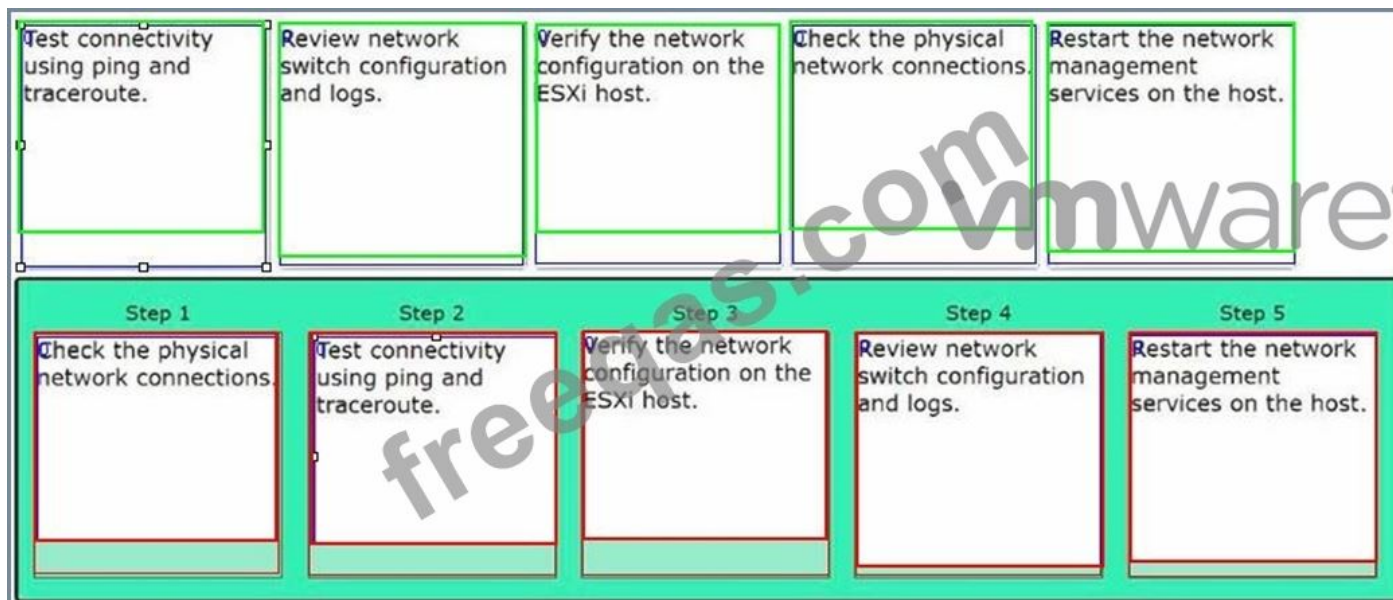 Test connectivity
using ping and
traceroute.
Review network
switch configuration
and logs.
Verify the network
configuration on the
ESXi host.
Check the physical
network connections.
Restart the network
management
services on the host.
vmware
Step 1
Step 2
Step 3
Step 4
Step 5
Check the physical
network connections.
Test connectivity
using ping and
traceroute.
Verify the network
configuration on the
ESXi host.
Review network
switch configuration
and logs.
Restart the network
management
services on the host.
freeqas.com